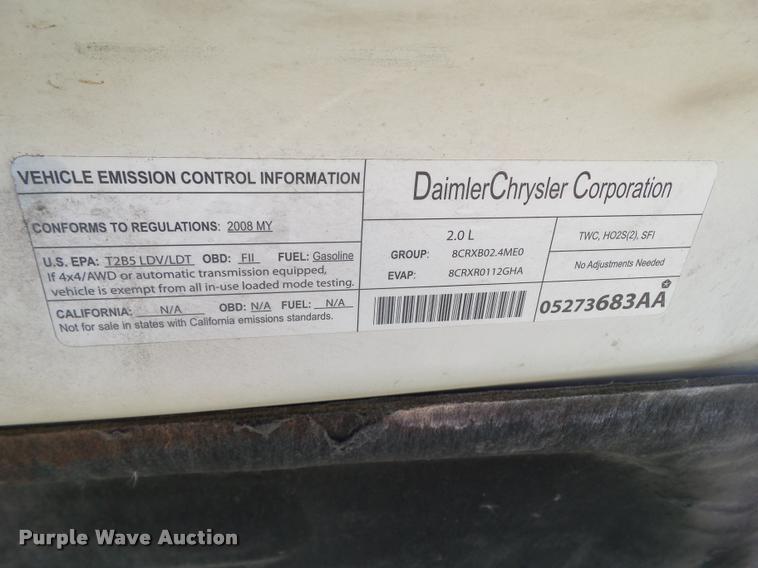 VEHICLE EMISSION CONTROL INFORMATION
CONFORMS TO REGULATIONS: 2008 MY
U.S. EPA: T2B5 LDV/LDT OBD: FII FUEL: Gasoline
If 4x4/AWD or automatic transmission equipped,
vehicle is exempt from all in-use loaded mode testing.
CALIFORNIA: N/A OBD: N/A FUEL: N/A
Not for sale in states with California emissions standards.
DaimlerChrysler Corporation
2.0 L
GROUP: 8CRXB02.4ME0
EVAP: 8CRXR0112GHA
TWC, HO2S(2), SFI
No Adjustments Needed
05273683AA
Purple Wave Auction